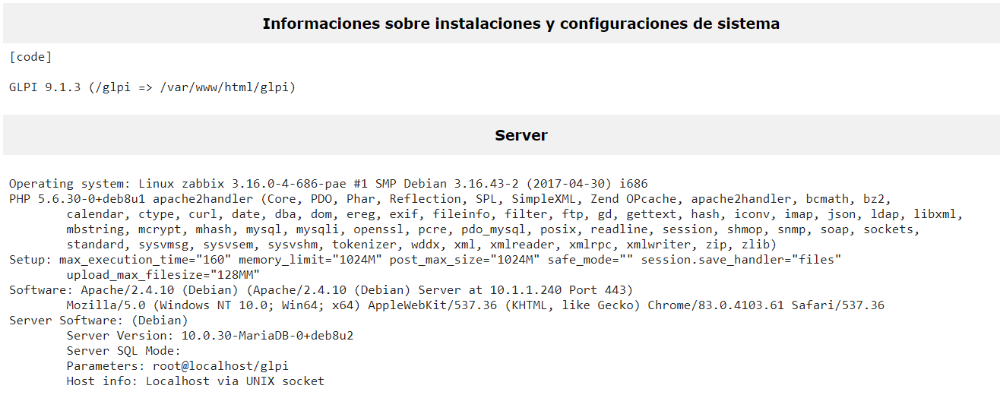 Informaciones sobre instalaciones y configuraciones de sistema
[code]
GLPI 9.1.3 (/glpi => /var/www/html/glpi)
Server
Operating system: Linux zabbix 3.16.0-4-686-pae #1 SMP Debian 3.16.43-2 (2017-04-30) i686
PHP 5.6.30-0+deb8u1 apache2handler (Core, PDO, Phar, Reflection, SPL, SimpleXML, Zend OPcache, apache2handler, bcmath, bz2,
calendar, ctype, curl, date, dba, dom, ereg, exif, fileinfo, filter, ftp, gd, gettext, hash, iconv, imap, json, ldap, libxml,
mbstring, mcrypt, mhash, mysql, mysqli, openssl, pcre, pdo_mysql, posix, readline, session, shmop, snmp, soap, sockets,
standard, sysvmsg, sysvsem, sysvshm, tokenizer, wddx, xml, xmlreader, xmlrpc, xmlwriter, zip, zlib)
Setup: max_execution_time="160" memory_limit="1024M" post_max_size="1024M" safe_mode="" session.save_handler="files"
upload_max_filesize="128MM"
Software: Apache/2.4.10 (Debian) (Apache/2.4.10 (Debian) Server at 10.1.1.240 Port 443)
Mozilla/5.0 (Windows NT 10.0; Win64; x64) AppleWebKit/537.36 (KHTML, like Gecko) Chrome/83.0.4103.61 Safari/537.36
Server Software: (Debian)
Server Version: 10.0.30-MariaDB-0+deb8u2
Server SQL Mode:
Parameters: root@localhost/glpi
Host info: Localhost via UNIX socket